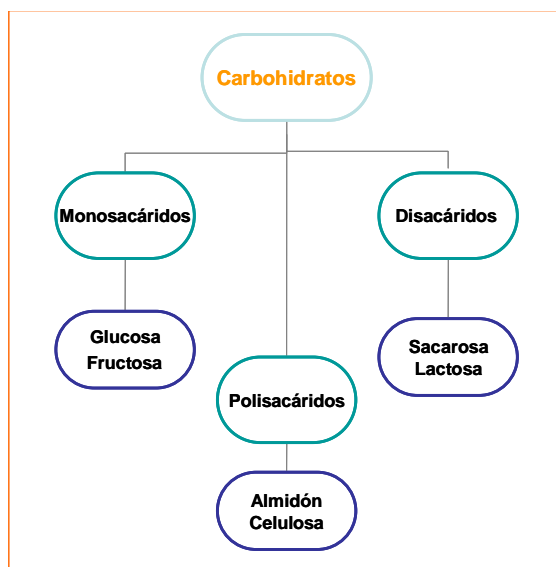 Carbohidratos
Monosacáridos
Disacáridos
Glucosa
Fructosa
Sacarosa
Lactosa
Polisacáridos
Almidón
Celulosa